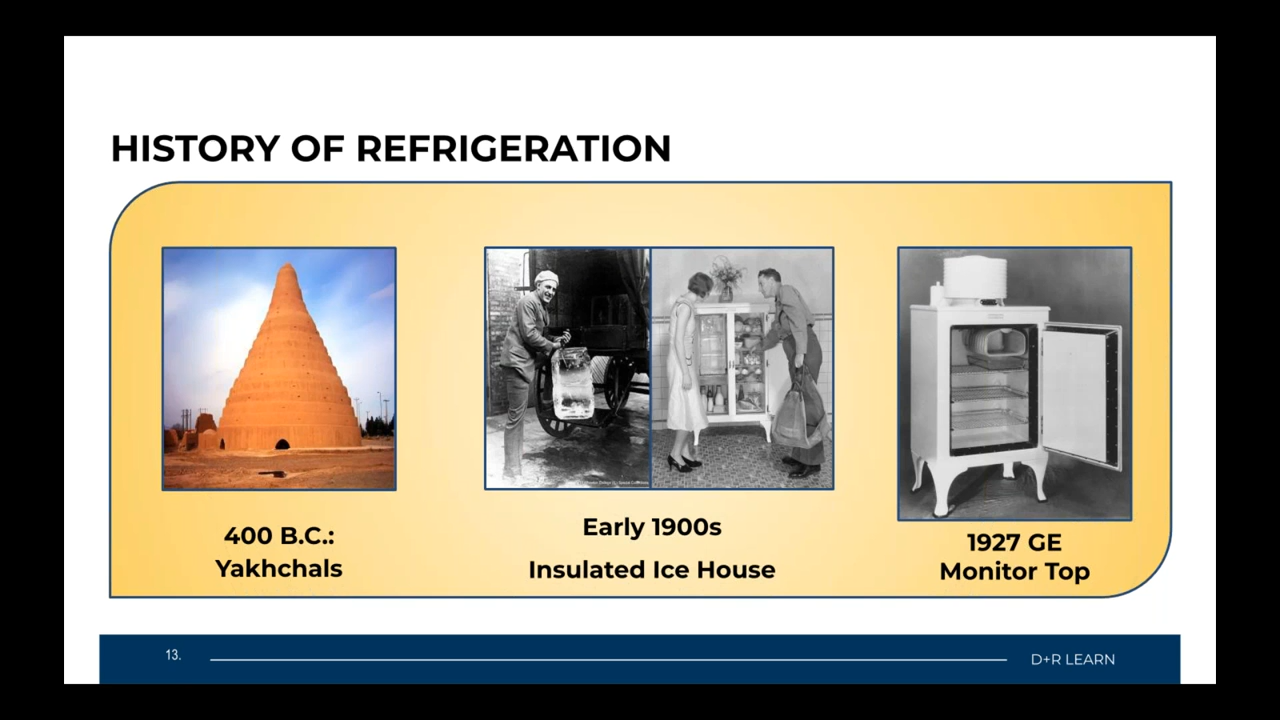 HISTORY OF REFRIGERATION
400 B.C.:
Yakhchals
Early 1900s
Insulated Ice House
1927 GE
Monitor Top
13.
D+R LEARN